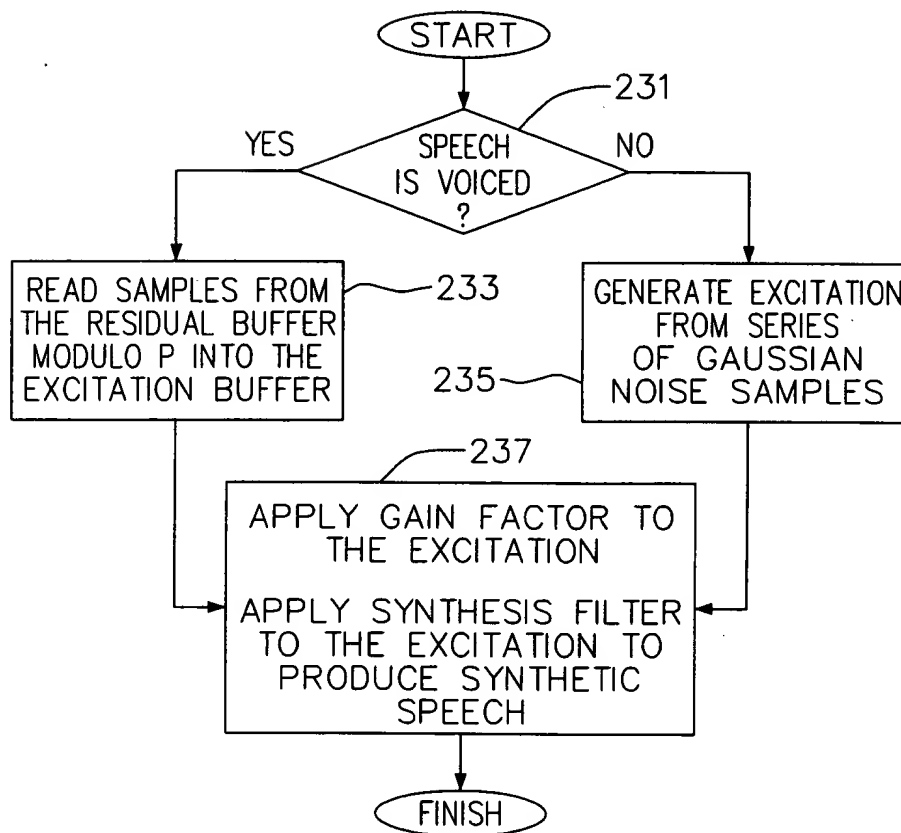 START
231
YES
SPEECH
IS VOICED
?
NO
READ SAMPLES FROM
THE RESIDUAL BUFFER
MODULO P INTO THE
EXCITATION BUFFER
233
GENERATE EXCITATION
FROM SERIES
OF GAUSSIAN
NOISE SAMPLES
235
237
APPLY GAIN FACTOR TO
THE EXCITATION
APPLY SYNTHESIS FILTER
TO THE EXCITATION TO
PRODUCE SYNTHETIC
SPEECH
FINISH